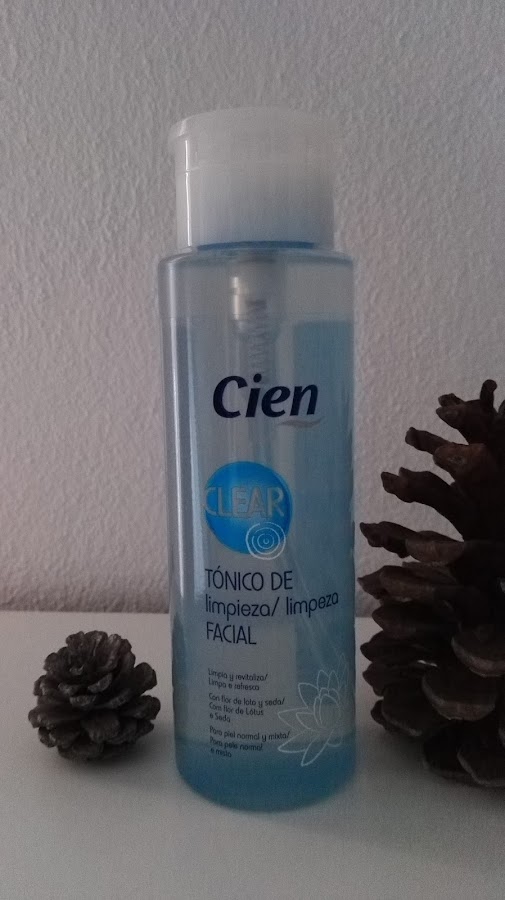 Cien
CLEAR
TÓNICO DE
limpieza/ limpeza
FACIAL
Limpia y revitaliza/
Limpa e refresca
Con flor de loto y seda/
Com flor de Lótus
e Seda
Para piel normal y mixta/
Para pele normal
e mista